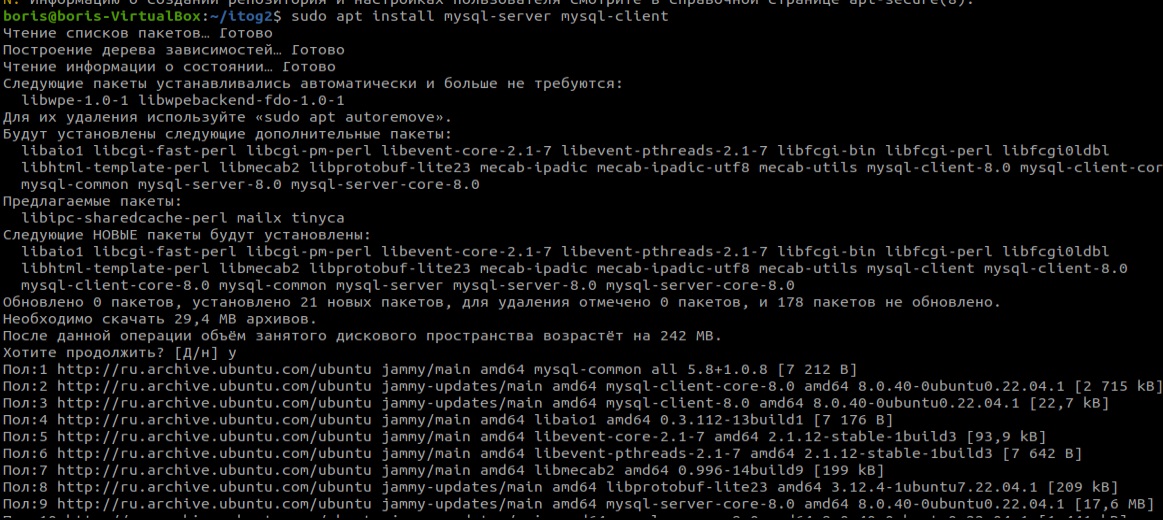 N: Информацию о создании репозитория и настройках пользователя смотрите в справочной странице apt-secure(8).
boris@boris-VirtualBox:~/itog2$ sudo apt install mysql-server mysql-client
Чтение списков пакетов… Готово
Построение дерева зависимостей… Готово
Чтение информации о состоянии… Готово
Следующие пакеты устанавливались автоматически и больше не требуются:
libwpe-1.0-1 libwpebackend-fdo-1.0-1
Для их удаления используйте «sudo apt autoremove».
Будут установлены следующие дополнительные пакеты:
libaio1 libcgi-fast-perl libcgi-pm-perl libevent-core-2.1-7 libevent-pthreads-2.1-7 libfcgi-bin libfcgi-perl libfcgi0ldbl
libhtml-template-perl libmecab2 libprotobuf-lite23 mecab-ipadic mecab-ipadic-utf8 mecab-utils mysql-client-8.0 mysql-client-cor
mysql-common mysql-server-8.0 mysql-server-core-8.0
Предлагаемые пакеты:
libipc-sharedcache-perl mailx tinyca
Следующие НОВЫЕ пакеты будут установлены:
libaio1 libcgi-fast-perl libcgi-pm-perl libevent-core-2.1-7 libevent-pthreads-2.1-7 libfcgi-bin libfcgi-perl libfcgi0ldbl
libhtml-template-perl libmecab2 libprotobuf-lite23 mecab-ipadic mecab-ipadic-utf8 mecab-utils mysql-client mysql-client-8.0
mysql-client-core-8.0 mysql-common mysql-server mysql-server-8.0 mysql-server-core-8.0
Обновлено 0 пакетов, установлено 21 новых пакетов, для удаления отмечено 0 пакетов, и 178 пакетов не обновлено.
Необходимо скачать 29,4 MB архивов.
После данной операции объём занятого дискового пространства возрастёт на 242 MB.
Хотите продолжить? [Д/н] y
Пол:1 http://ru.archive.ubuntu.com/ubuntu jammy/main amd64 mysql-common all 5.8+1.0.8 [7 212 B]
Пол:2 http://ru.archive.ubuntu.com/ubuntu jammy-updates/main amd64 mysql-client-core-8.0 amd64 8.0.40-0ubuntu0.22.04.1 [2 715 kB]
Пол:3 http://ru.archive.ubuntu.com/ubuntu jammy-updates/main amd64 mysql-client-8.0 amd64 8.0.40-0ubuntu0.22.04.1 [22,7 kB]
Пол:4 http://ru.archive.ubuntu.com/ubuntu jammy/main amd64 libaio1 amd64 0.3.112-13build1 [7 176 B]
Пол:5 http://ru.archive.ubuntu.com/ubuntu jammy/main amd64 libevent-core-2.1-7 amd64 2.1.12-stable-1build3 [93,9 kB]
Пол:6 http://ru.archive.ubuntu.com/ubuntu jammy/main amd64 libevent-pthreads-2.1-7 amd64 2.1.12-stable-1build3 [7 642 B]
Пол:7 http://ru.archive.ubuntu.com/ubuntu jammy/main amd64 libmecab2 amd64 0.996-14build9 [199 kB]
Пол:8 http://ru.archive.ubuntu.com/ubuntu jammy-updates/main amd64 libprotobuf-lite23 amd64 3.12.4-1ubuntu7.22.04.1 [209 kB]
Пол:9 http://ru.archive.ubuntu.com/ubuntu jammy-updates/main amd64 mysql-server-core-8.0 amd64 8.0.40-0ubuntu0.22.04.1 [17,6 MB]